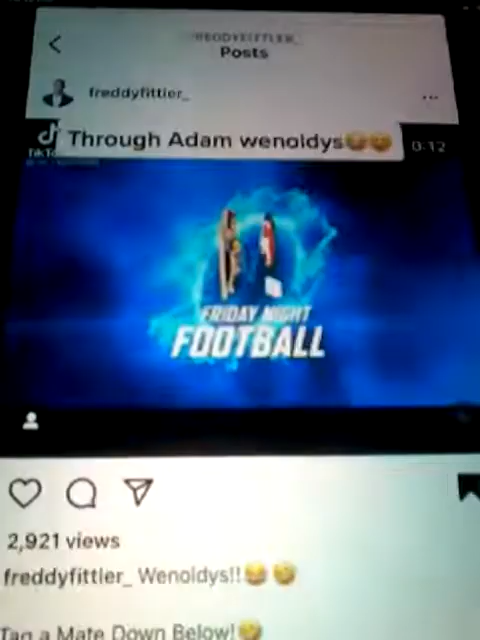 Posts
freddyfittler_
Through Adam wenoldys😂😂
0:12
TikTo
FRIDAY NIGHT
FOOTBALL
2,921 views
freddyfittler_ Wenoldys!!😂🤣
Tag a Mate Down Below!